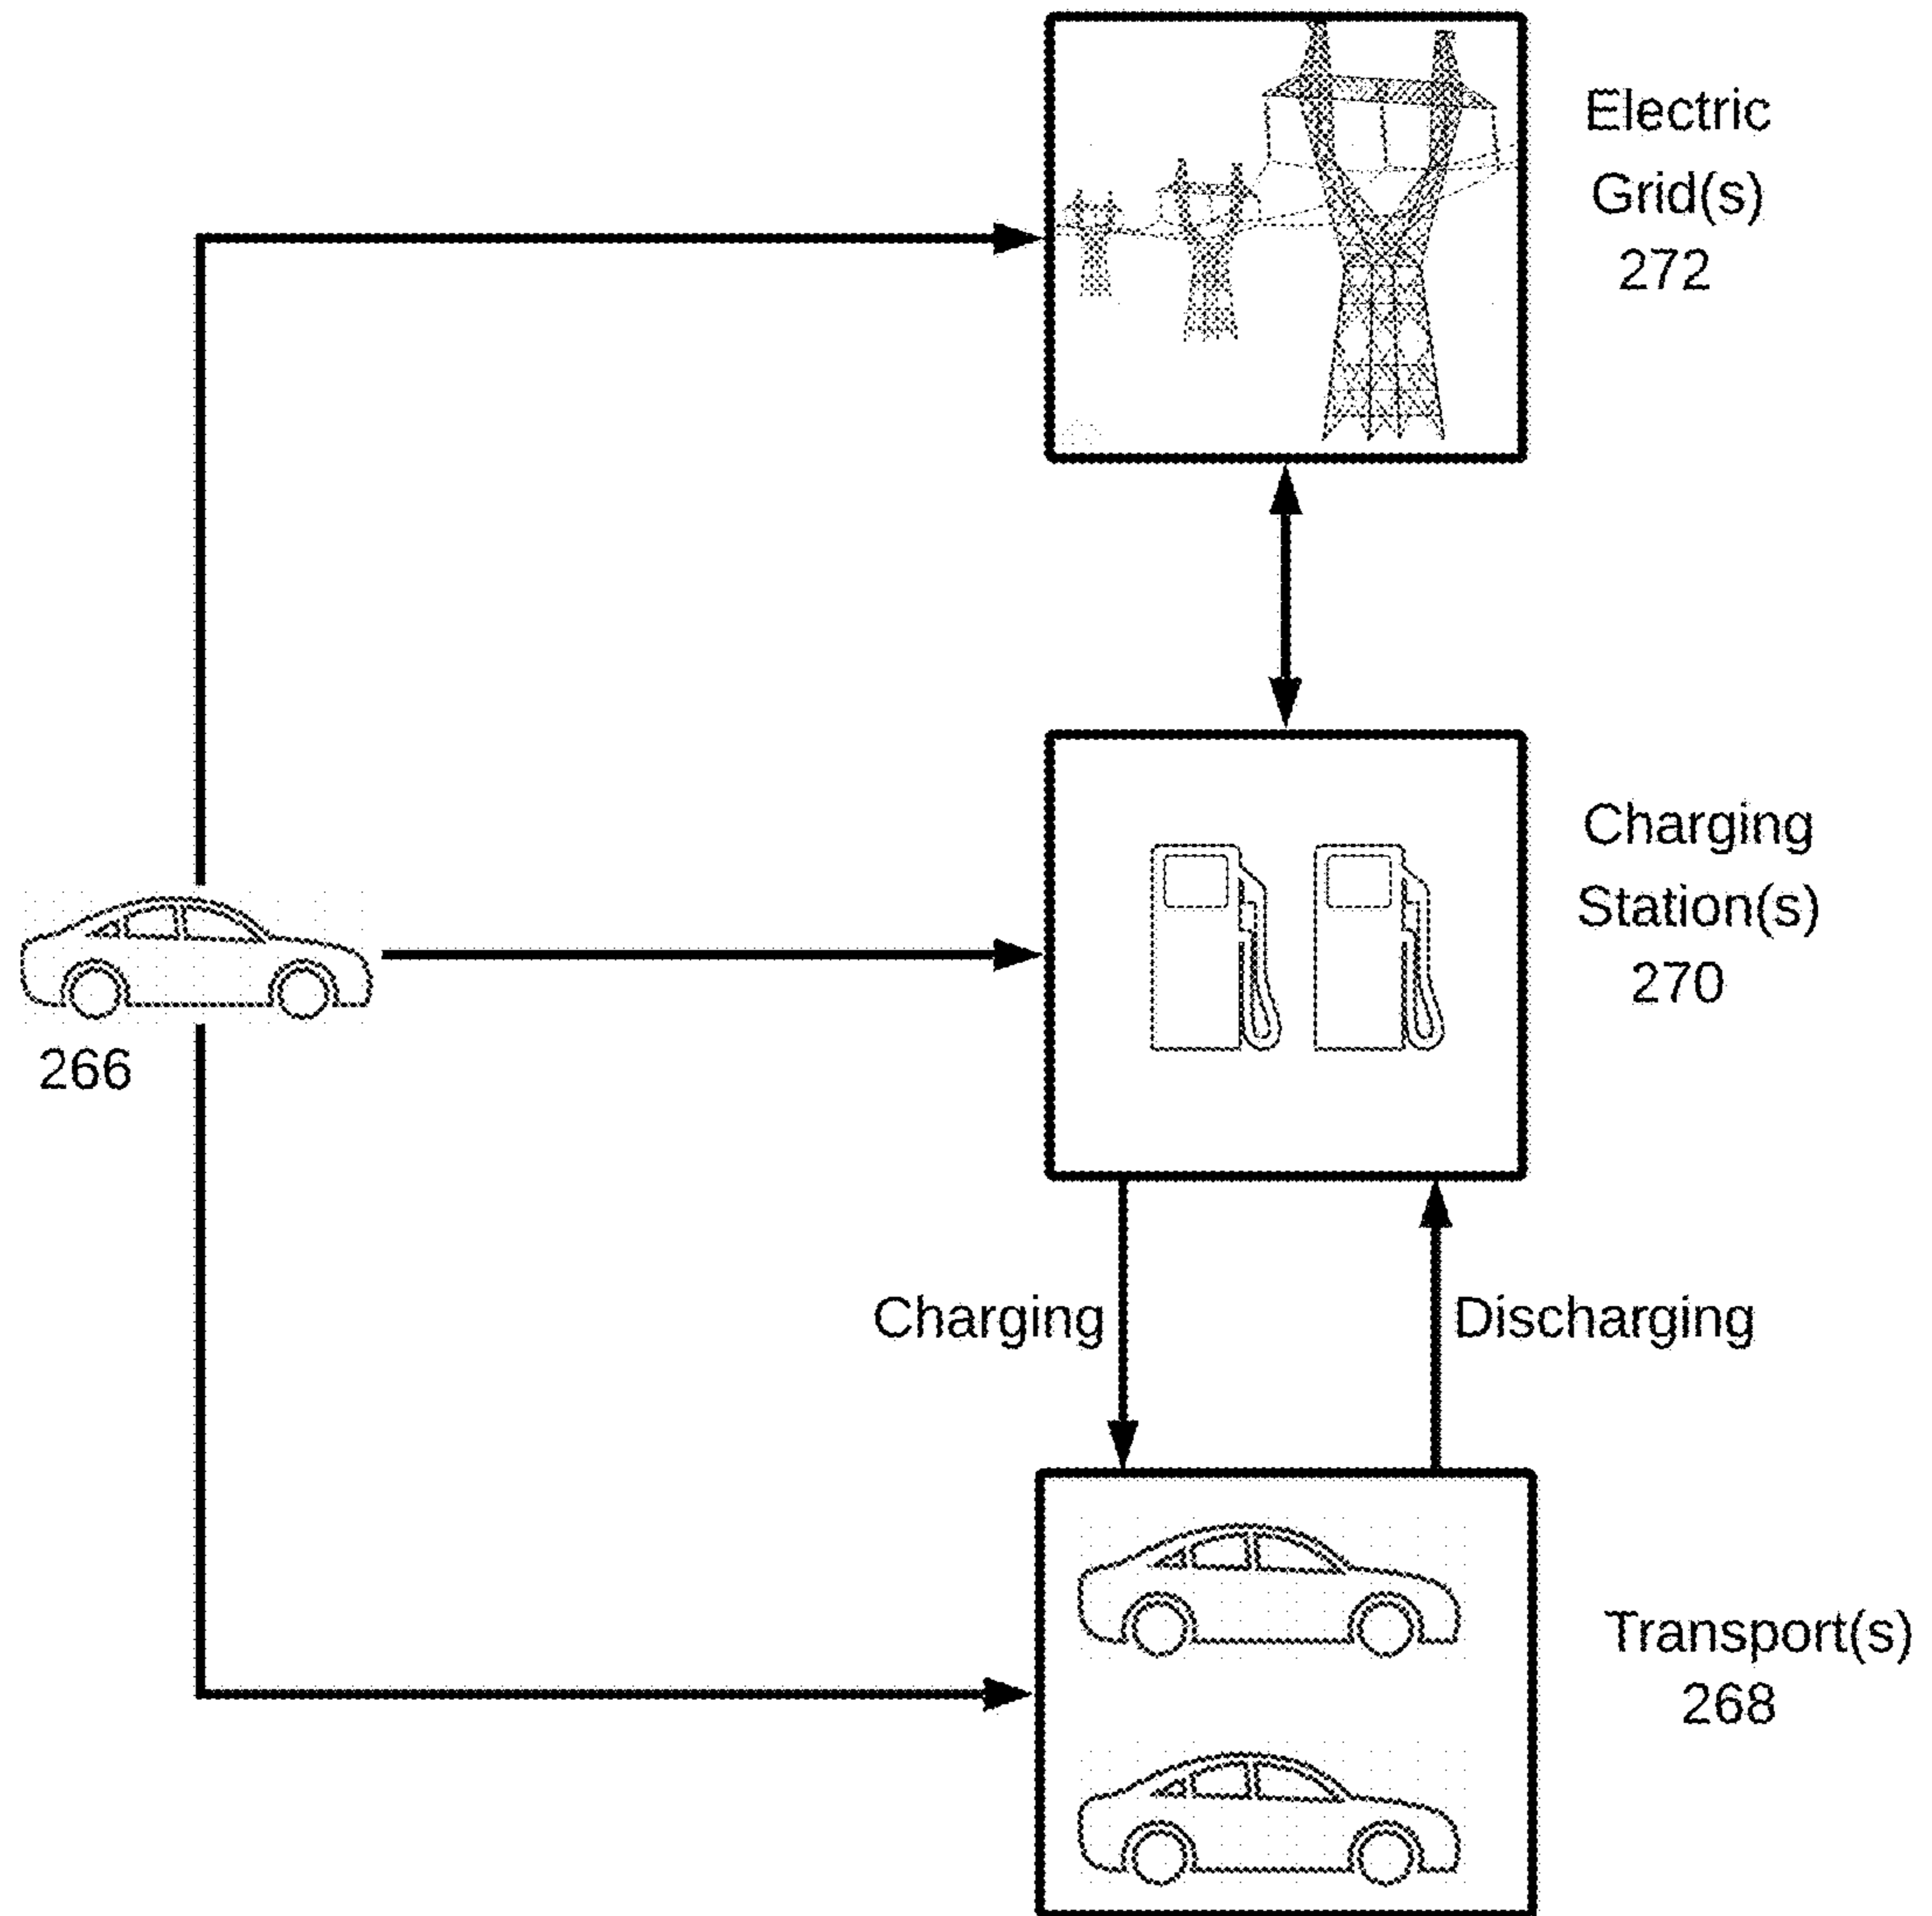 Electric
Grid(s)
272
Charging
Station(s)
270
266
Charging
Discharging
Transport(s)
268